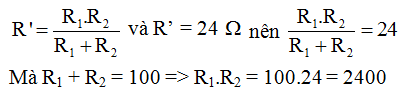 R' = R₁.R₂ / (R₁ + R₂) và R’ = 24 Ω nên R₁.R₂ / (R₁ + R₂) = 24
Mà R₁ + R₂ = 100 => R₁.R₂ = 100.24 = 2400